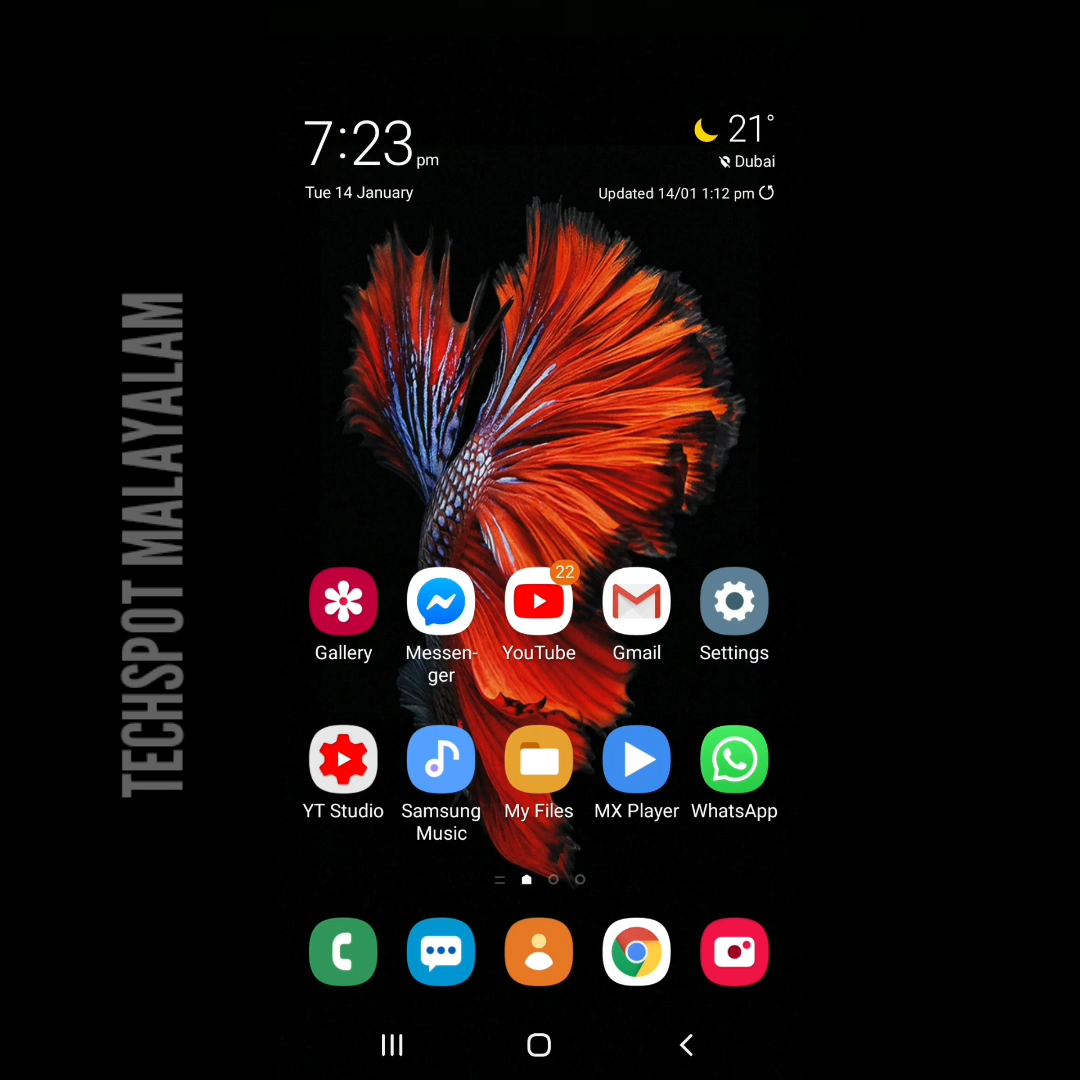 7:23 pm
21°
Dubai
Tue 14 January
Updated 14/01 1:12 pm
TECHSPOT MALAYALAM
22
Gallery
Messen-
ger
YouTube
Gmail
Settings
YT Studio
Samsung
Music
My Files
MX Player
WhatsApp